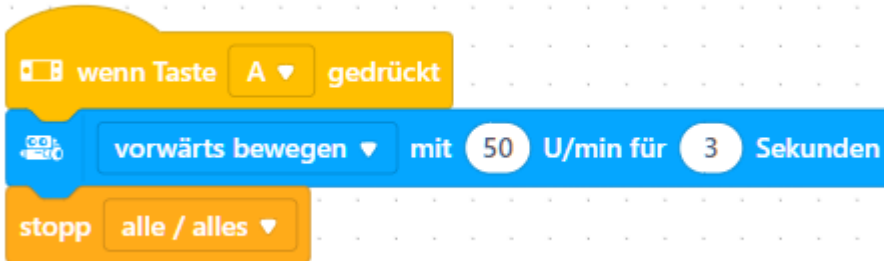 wenn Taste A gedrückt
vorwärts bewegen mit 50 U/min für 3 Sekunden
stopp alle / alles